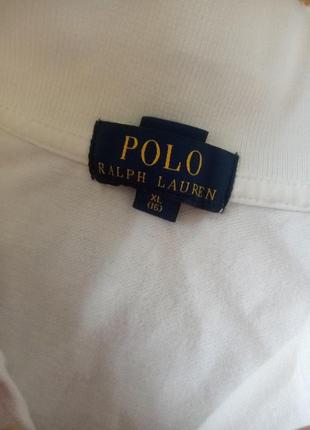 POLO
RALPH LAUREN
XL
(16)